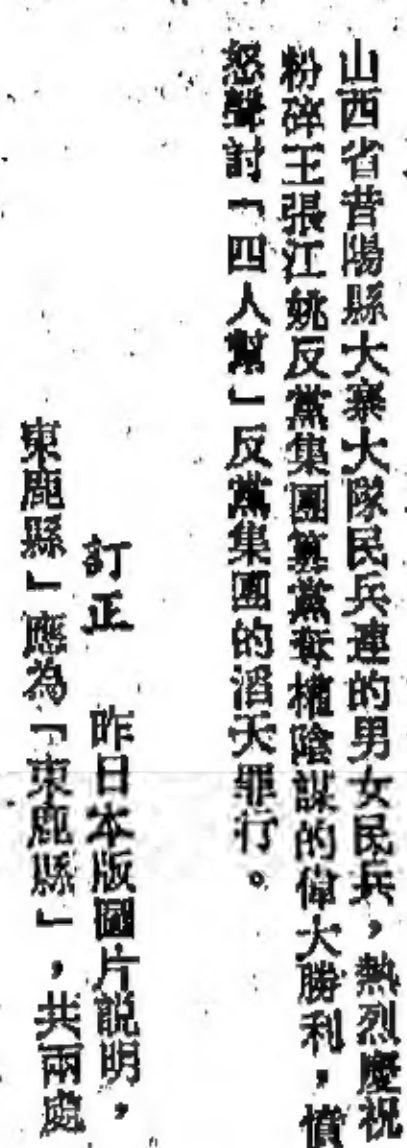 山西省昔陽縣大寨大隊民兵連的男女民兵，熱烈慶祝
粉碎王張江姚反黨集團篡黨奪權陰謀的偉大勝利，憤
怒聲討「四人幫」反黨集團的滔天罪行。
訂正　昨日本版圖片說明，
東鹿縣」應為「束鹿縣」，共兩處